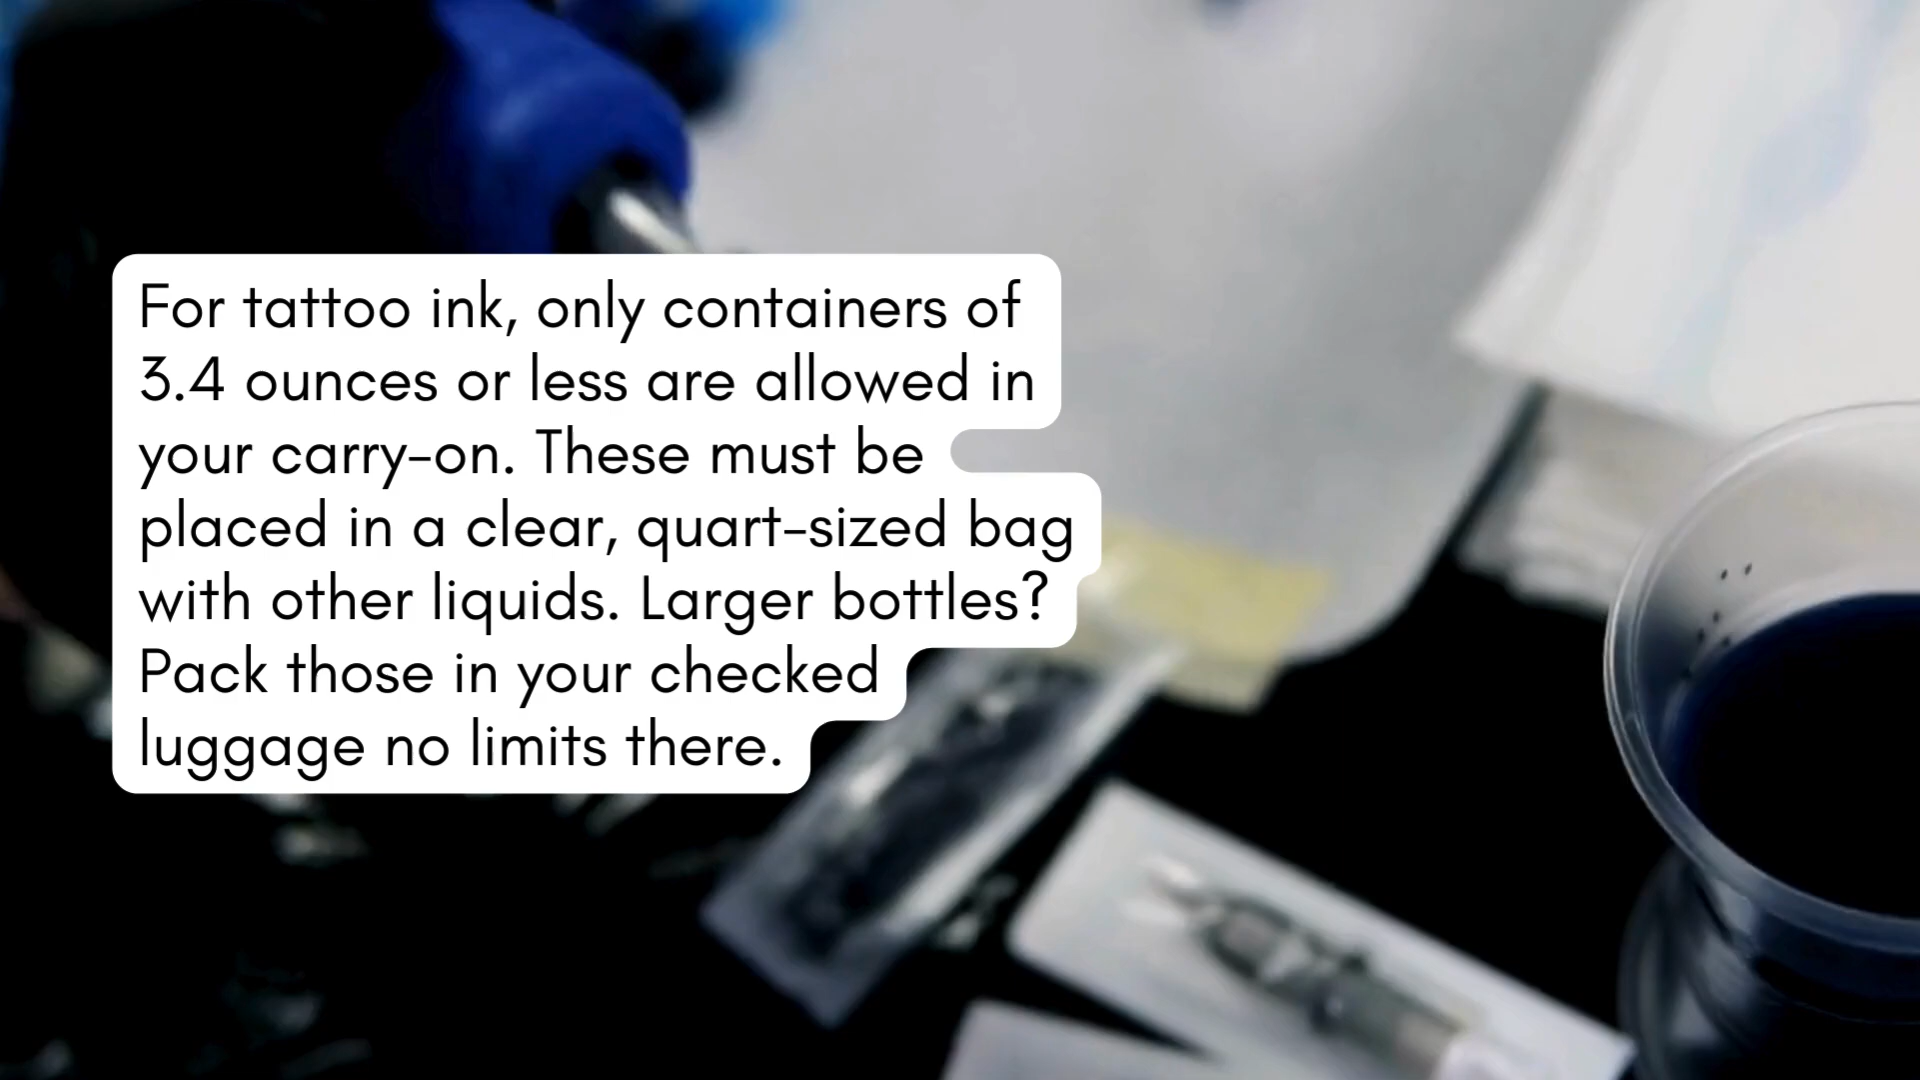 For tattoo ink, only containers of
3.4 ounces or less are allowed in
your carry-on. These must be
placed in a clear, quart-sized bag
with other liquids. Larger bottles?
Pack those in your checked
luggage no limits there.